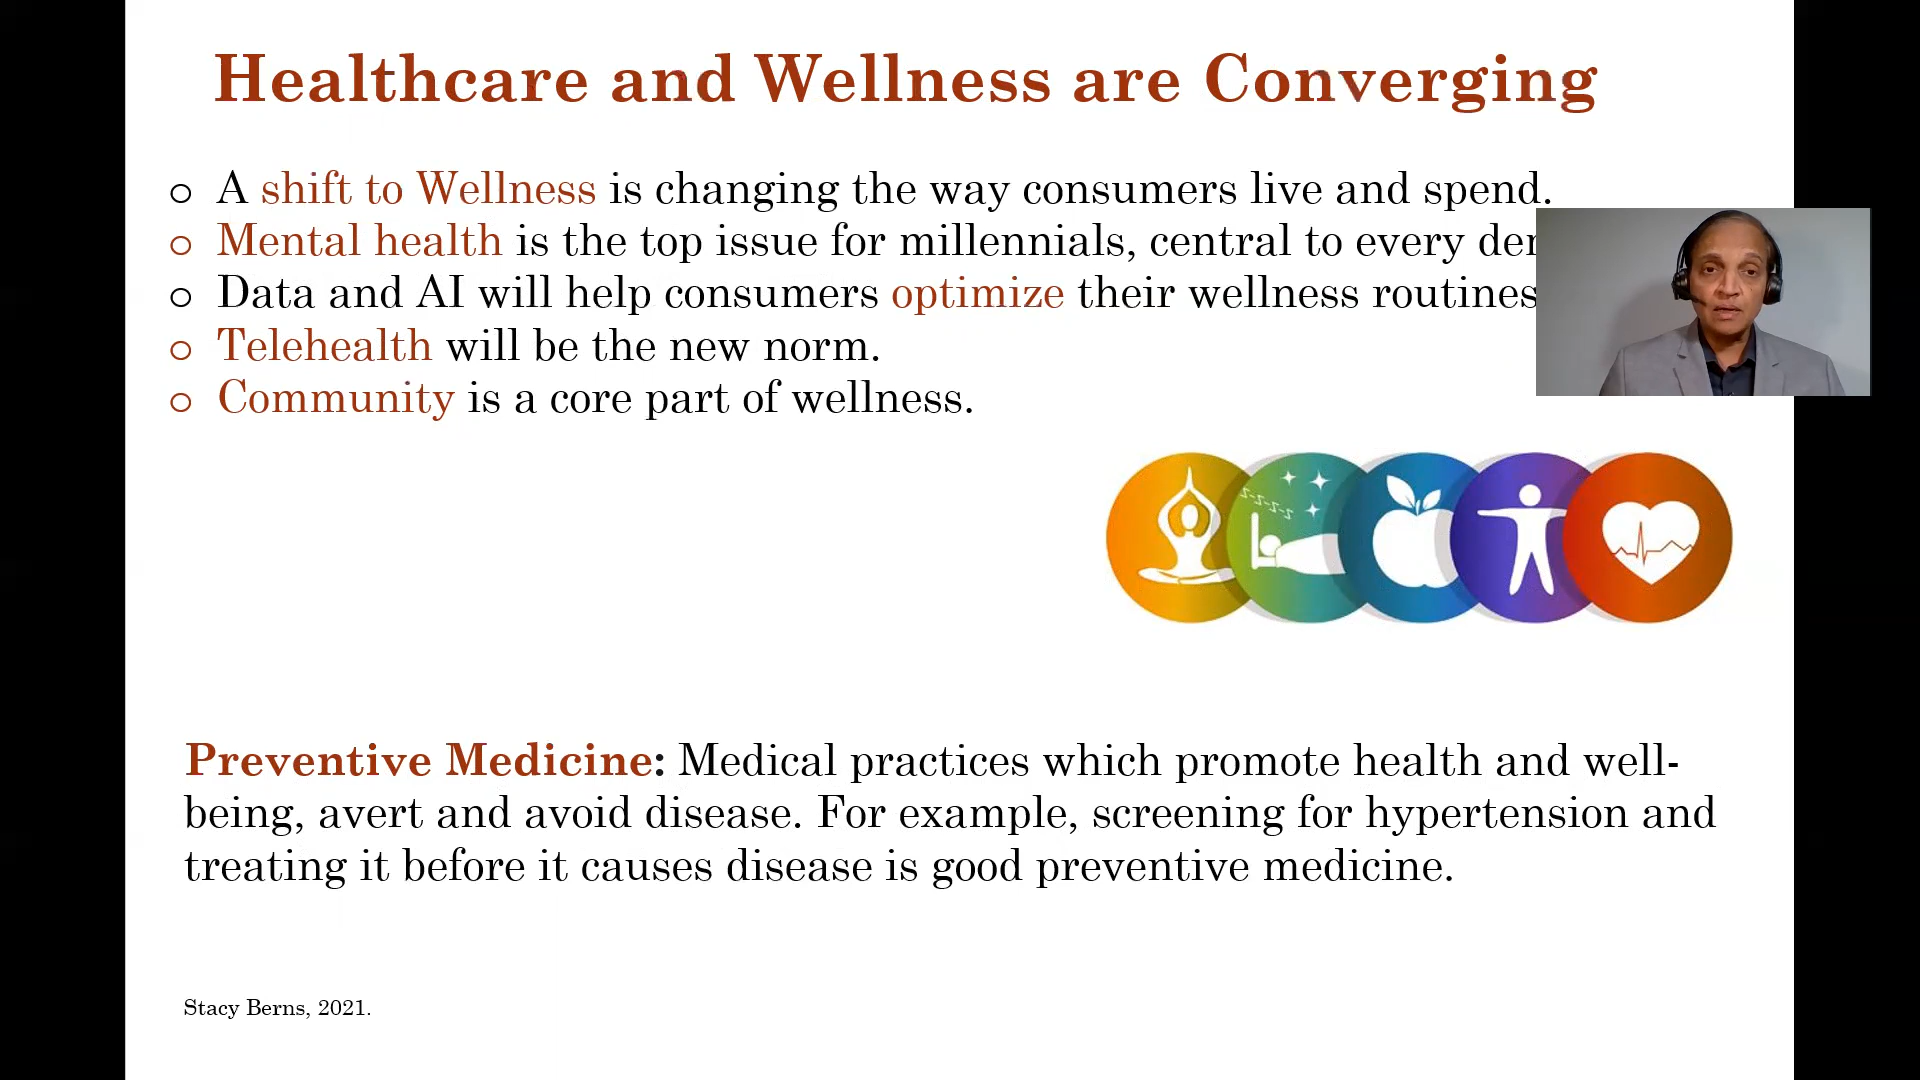 Healthcare and Wellness are Converging
A shift to Wellness is changing the way consumers live and spend.
Mental health is the top issue for millennials, central to every
Data and AI will help consumers optimize their wellness routines
Telehealth will be the new norm.
Community is a core part of wellness.
z-z-z-z-z
Preventive Medicine: Medical practices which promote health and well-
being, avert and avoid disease. For example, screening for hypertension and
treating it before it causes disease is good preventive medicine.
Stacy Berns, 2021.